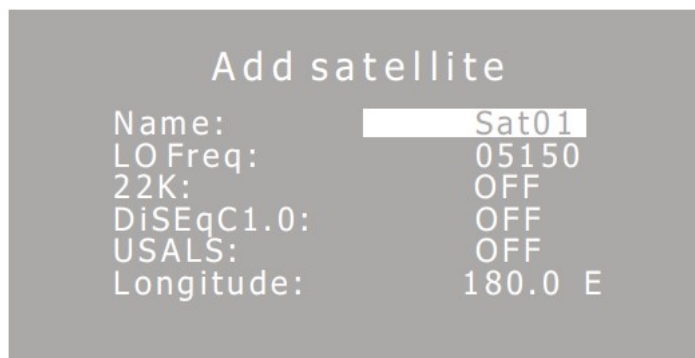 Add satellite
Name: Sat01
LO Freq: 05150
22K: OFF
DiSEqC1.0: OFF
USALS: OFF
Longitude: 180.0 E